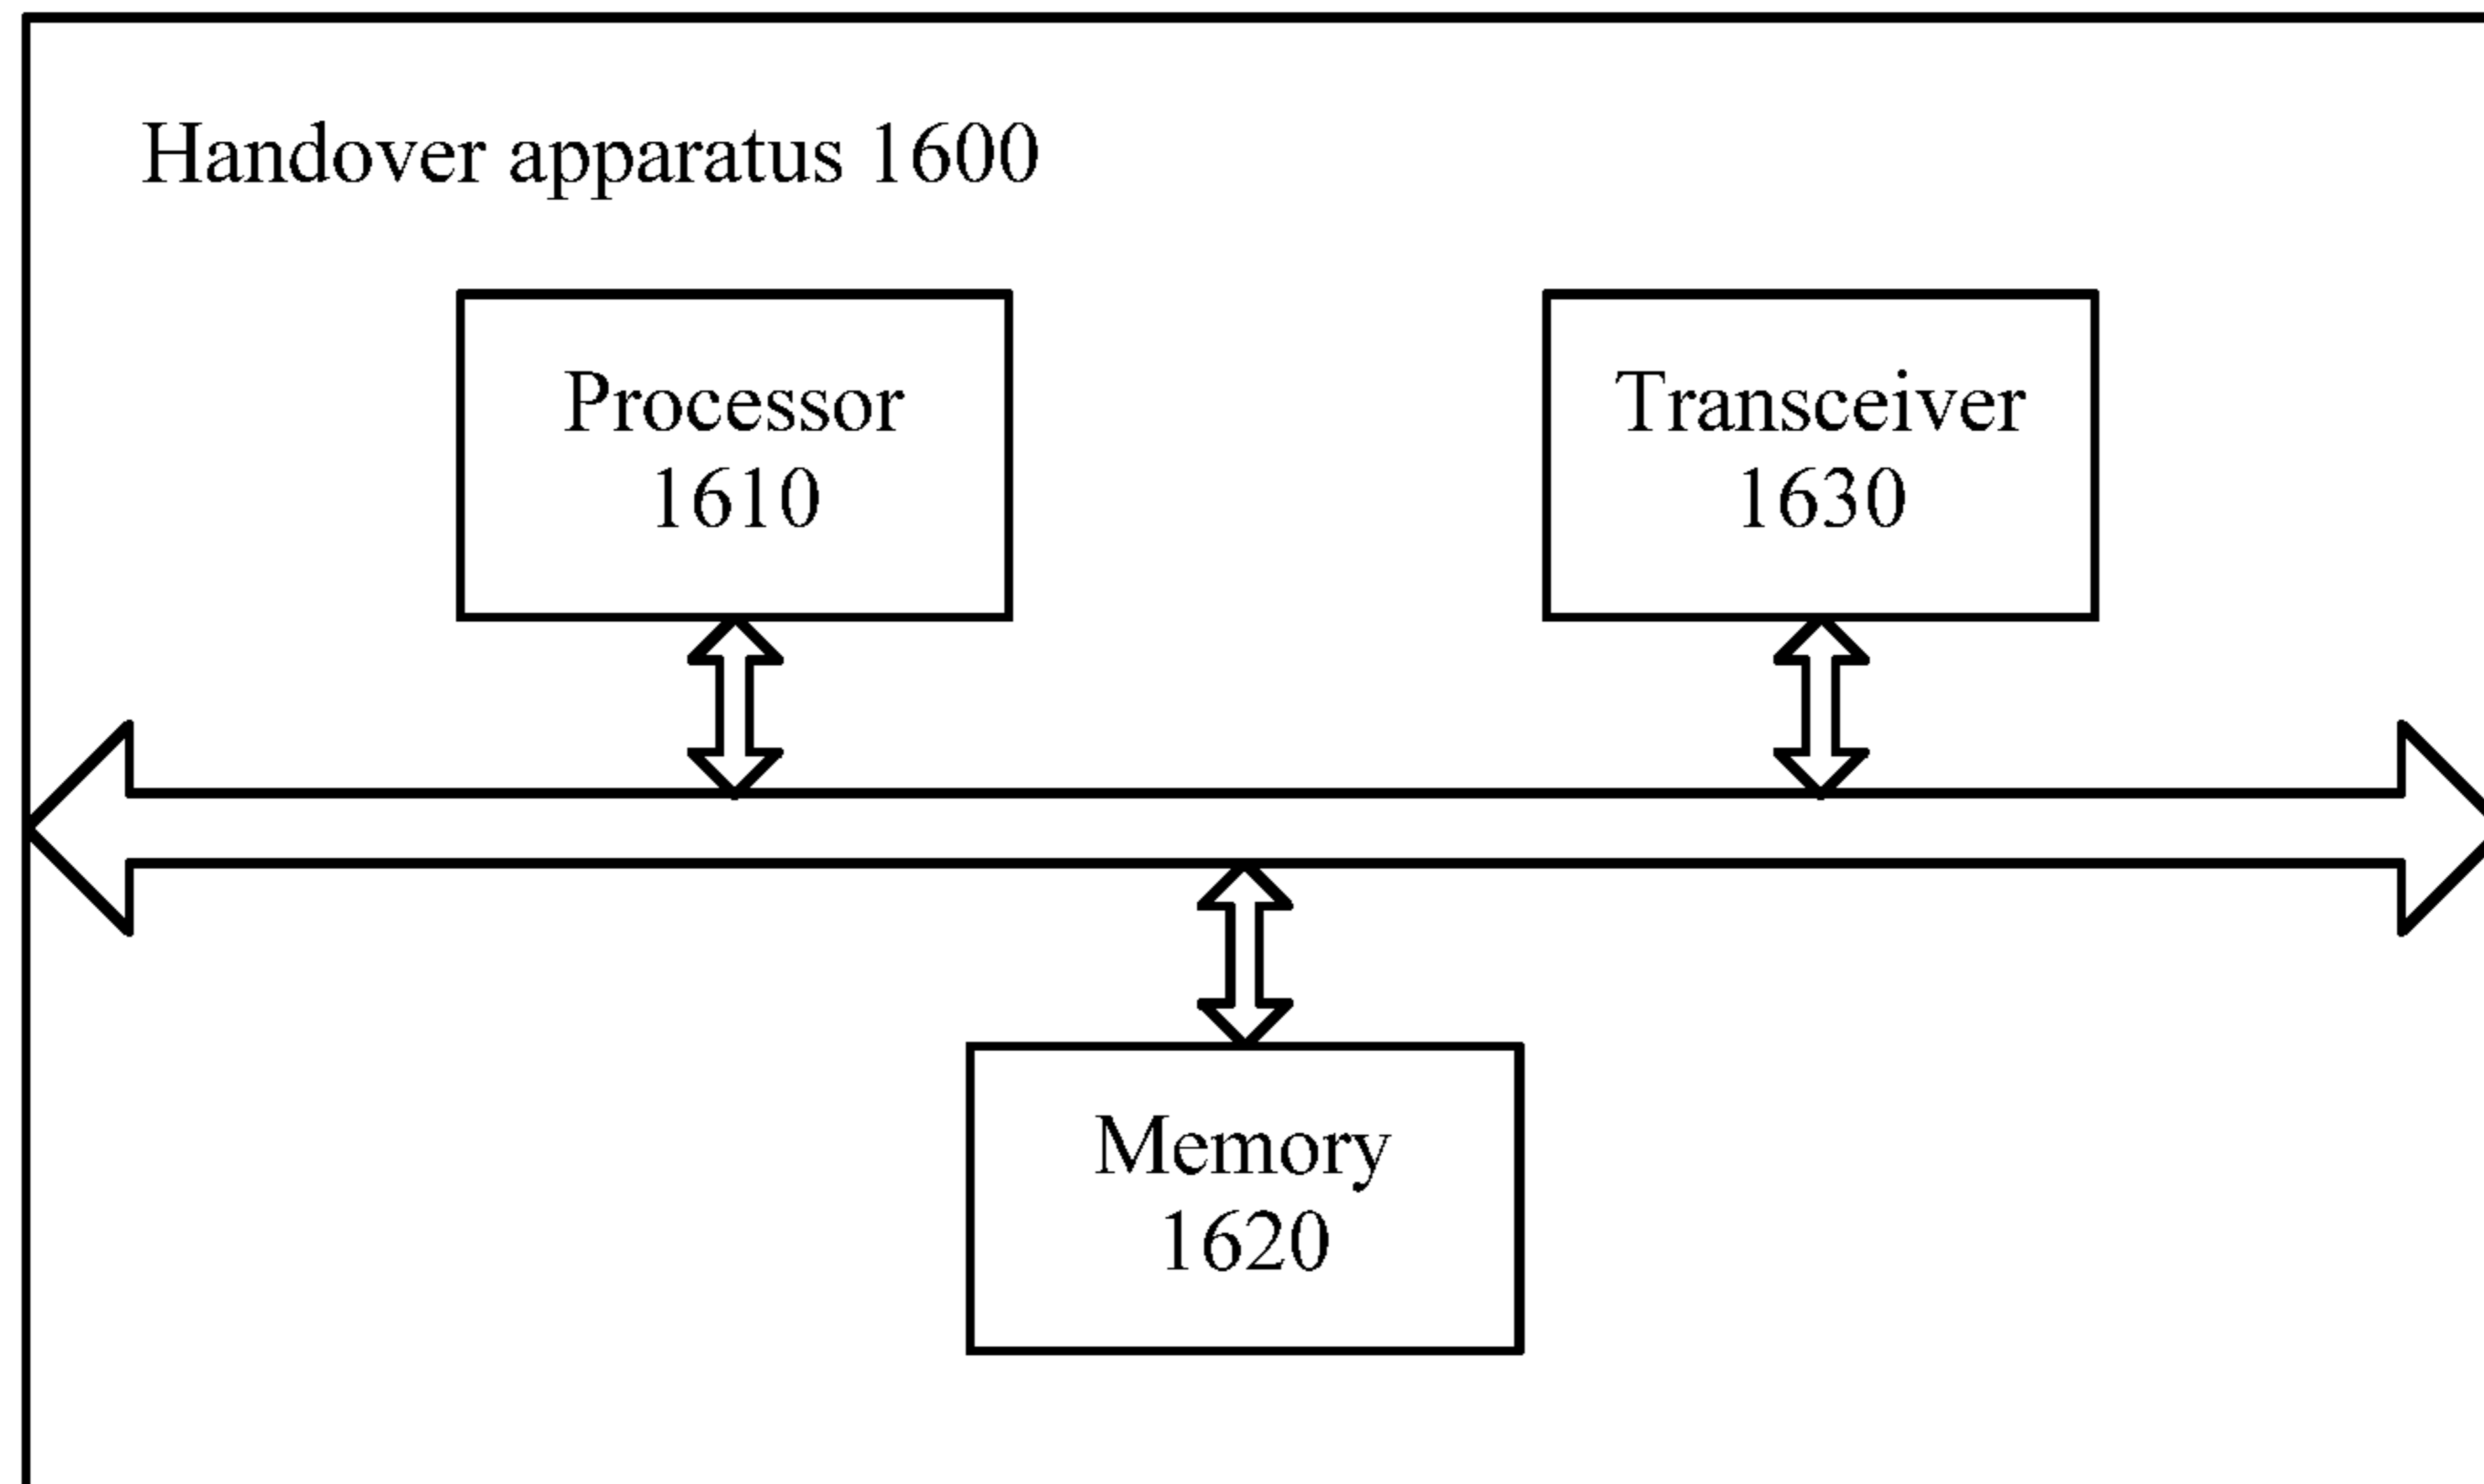 Handover apparatus 1600
Processor
1610
Transceiver
1630
Memory
1620